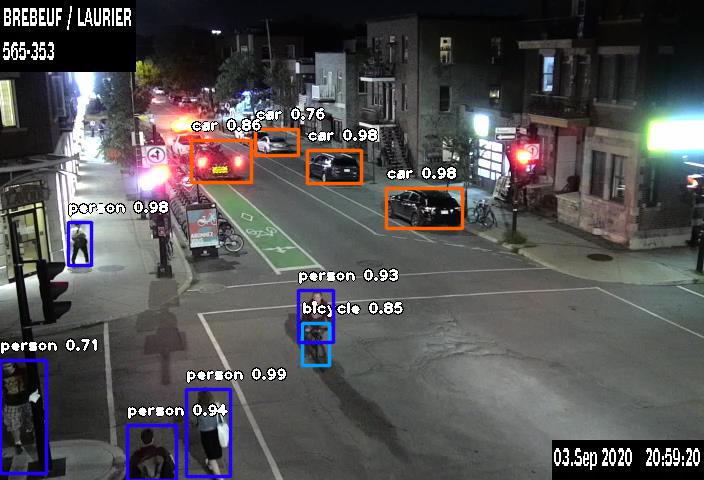 BREBEUF / LAURIER
565-353
car 0.76
car 0.86
car 0.98
car 0.98
person 0.98
person 0.93
bicycle 0.85
person 0.71
person 0.99
person 0.94
03.Sep 2020 20:59:20